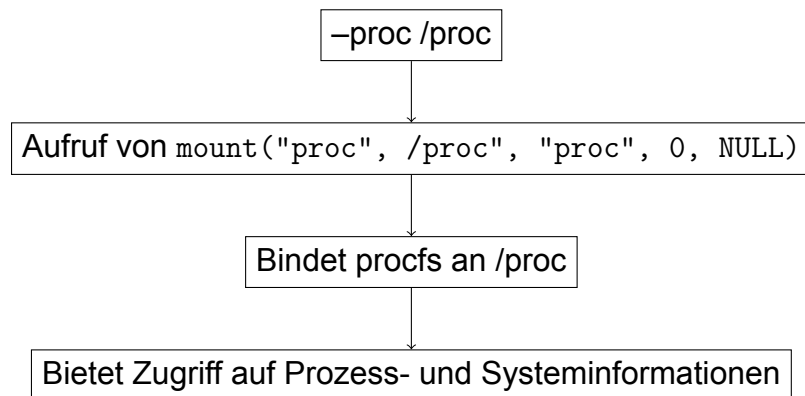 –proc /proc
Aufruf von mount("proc", /proc", "proc", 0, NULL)
Bindet procfs an /proc
Bietet Zugriff auf Prozess- und Systeminformationen